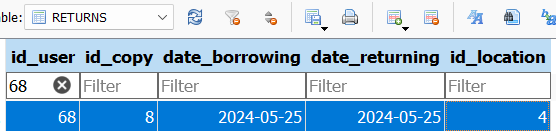 ble: RETURNS
id_user id_copy date_borrowing date_returning id_location
68 Filter Filter Filter Filter
68 8 2024-05-25 2024-05-25 4